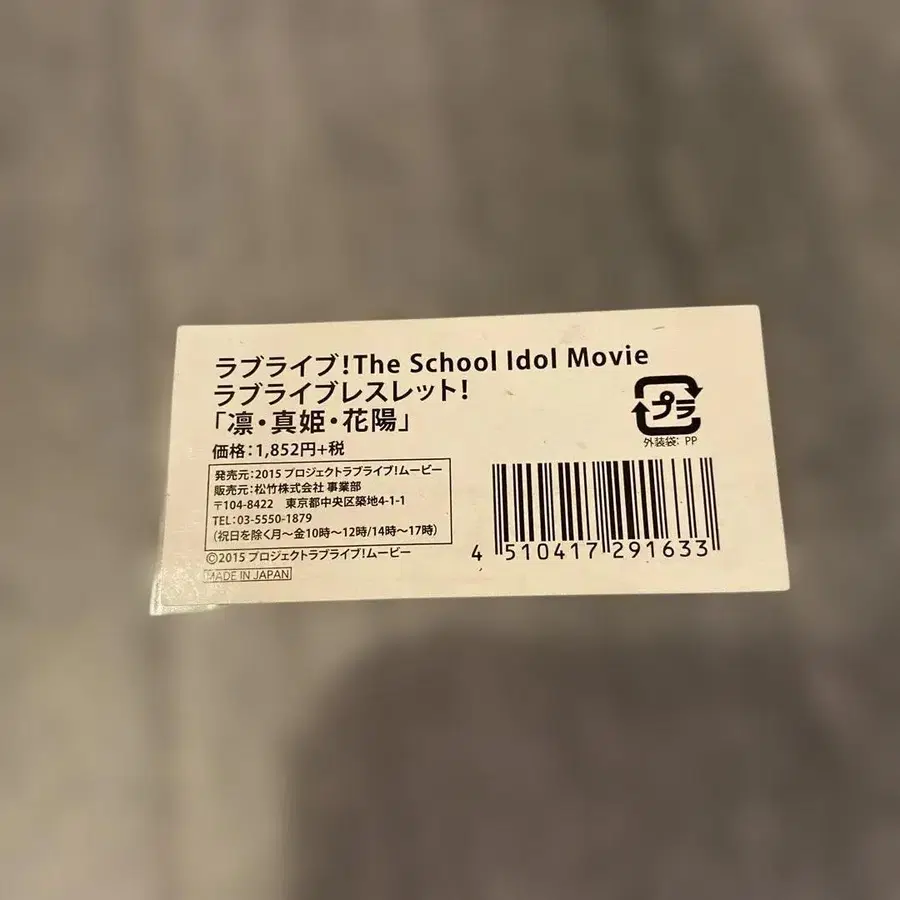 ラブライブ!The School Idol Movie
ラブライブレスレット!
「凛・真姫・花陽」
価格:1,852円+税
プラ
外装袋: PP
発売元:2015 プロジェクトラブライブ!ムービー
販売元:松竹株式会社 事業部
〒104-8422 東京都中央区築地4-1-1
TEL:03-5550-1879
(祝日を除く月〜金10時〜12時/14時〜17時)
©2015 プロジェクトラブライブ!ムービー
MADE IN JAPAN
4 510417 291633